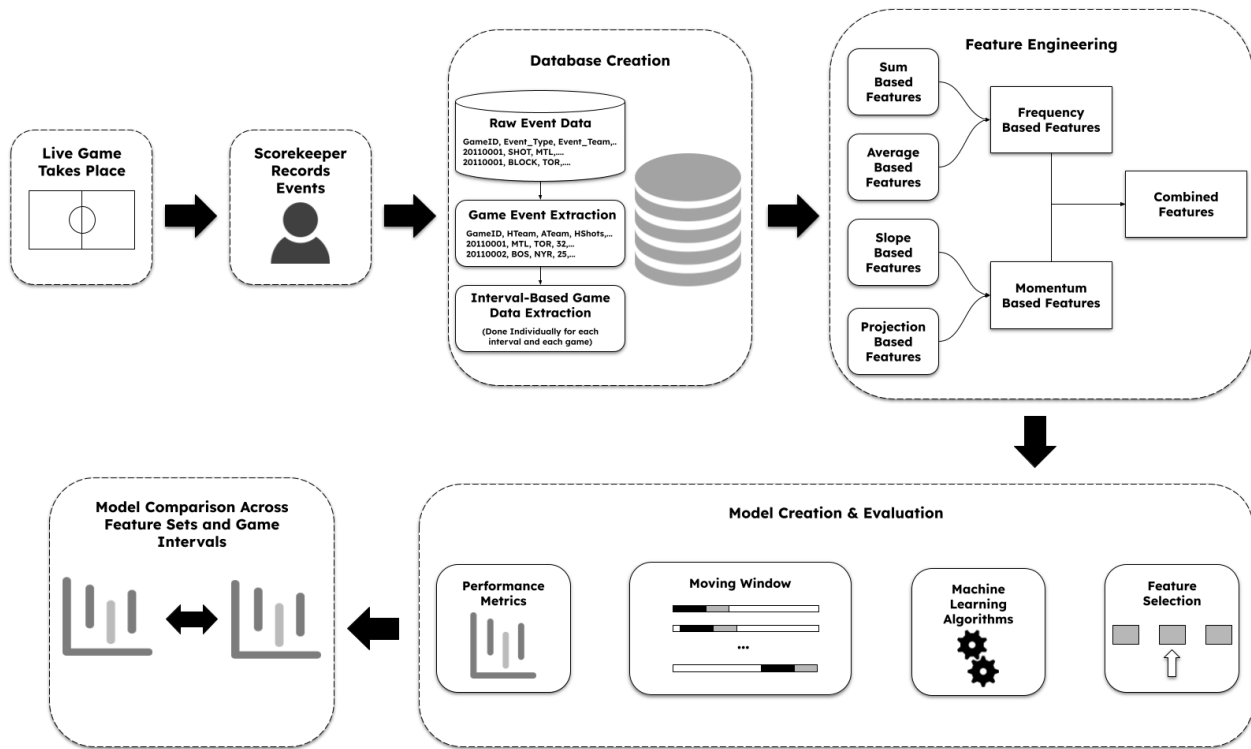 Live Game
Takes Place
Scorekeeper
Records
Events
Database Creation
Raw Event Data
GameID, Event_Type, Event_Team,..
20110001, SHOT, MTL,....
20110001, BLOCK, TOR,....
Game Event Extraction
GameID, HTeam, ATeam, HShots,...
20110001, MTL, TOR, 32,...
20110002, BOS, NYR, 25,...
Interval-Based Game
Data Extraction
(Done Individually for each
interval and each game)
Feature Engineering
Sum
Based
Features
Average
Based
Features
Slope
Based
Features
Projection
Based
Features
Frequency
Based Features
Momentum
Based Features
Combined
Features
Model Comparison Across
Feature Sets and Game
Intervals
Model Creation & Evaluation
Performance
Metrics
Moving Window
...
Machine
Learning
Algorithms
Feature
Selection